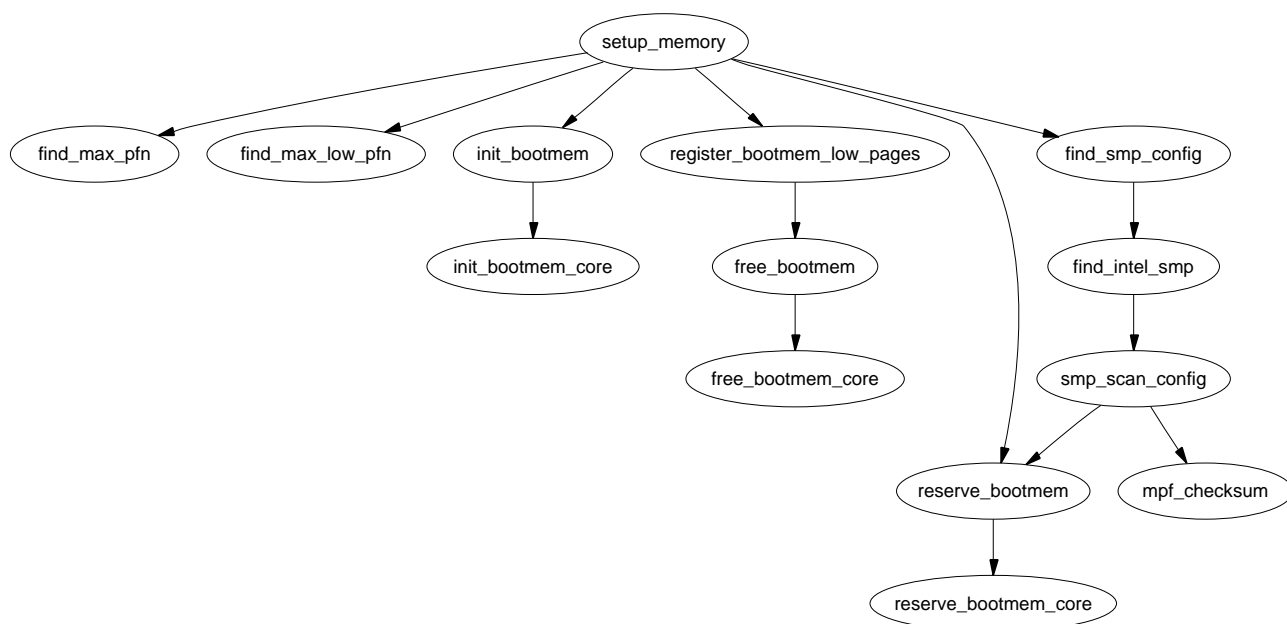 setup_memory
find_max_pfn
find_max_low_pfn
init_bootmem
register_bootmem_low_pages
find_smp_config
init_bootmem_core
free_bootmem
find_intel_smp
free_bootmem_core
smp_scan_config
reserve_bootmem
mpf_checksum
reserve_bootmem_core